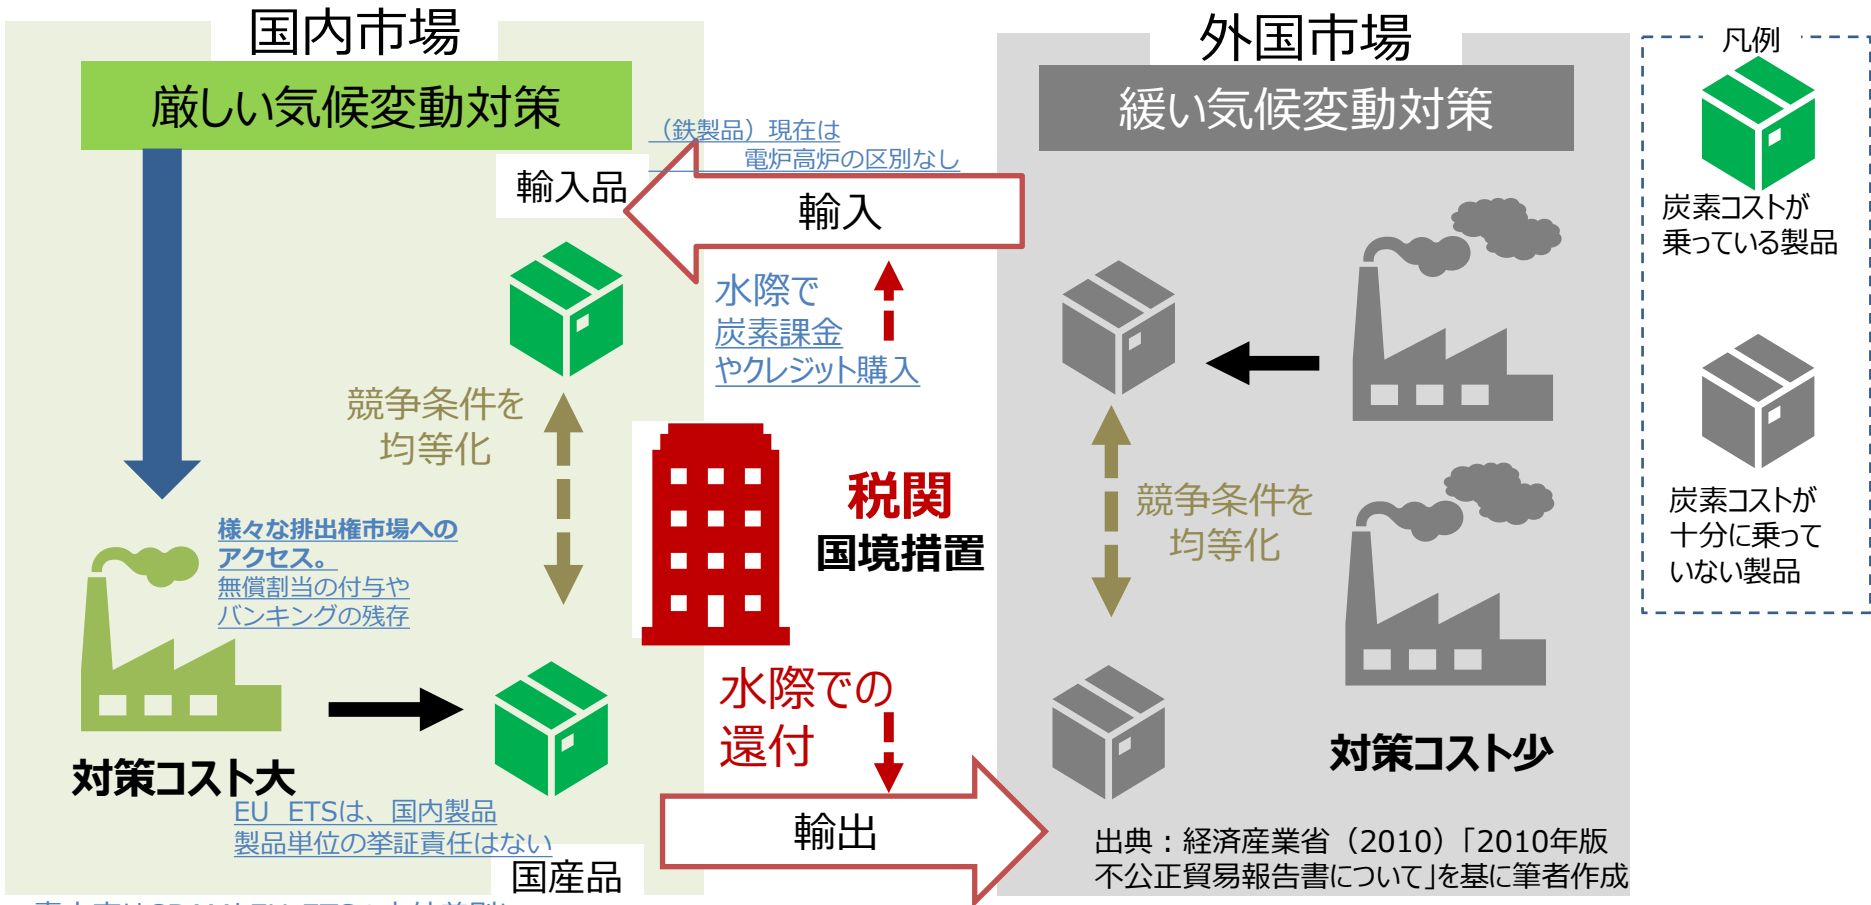 国内市場
厳しい気候変動対策
(鉄製品)現在は
電炉高炉の区別なし
輸入品
輸入
水際で
炭素課金
やクレジット購入
競争条件を
均等化
様々な排出権市場への
アクセス。
無償割当の付与や
バンキングの残存
対策コスト大
EU ETSは、国内製品
製品単位の挙証責任はない
国産品
税関
国境措置
水際での
還付
輸出
外国市場
緩い気候変動対策
競争条件を
均等化
対策コスト少
出典:経済産業省(2010)「2010年版
不公正貿易報告書について」を基に筆者作成
凡例
炭素コストが
乗っている製品
炭素コストが
十分に乗って
いない製品